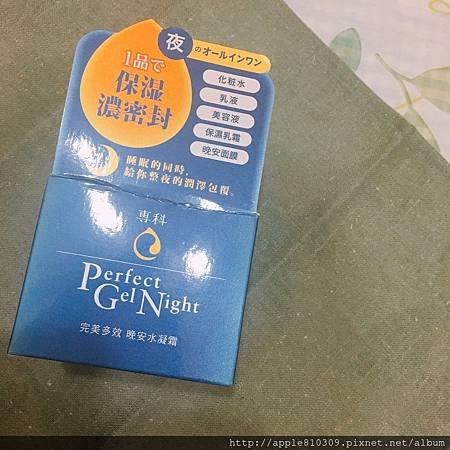 夜のオールインワン
1品で
保湿
濃密封
化粧水
乳液
美容液
保濕乳霜
晚安面膜
睡眠的同時,
給你整夜的潤澤包覆。
専科
Perfect
Gel Night
完美多效 晚安水凝霜
http://apple810309.pixnet.net/album